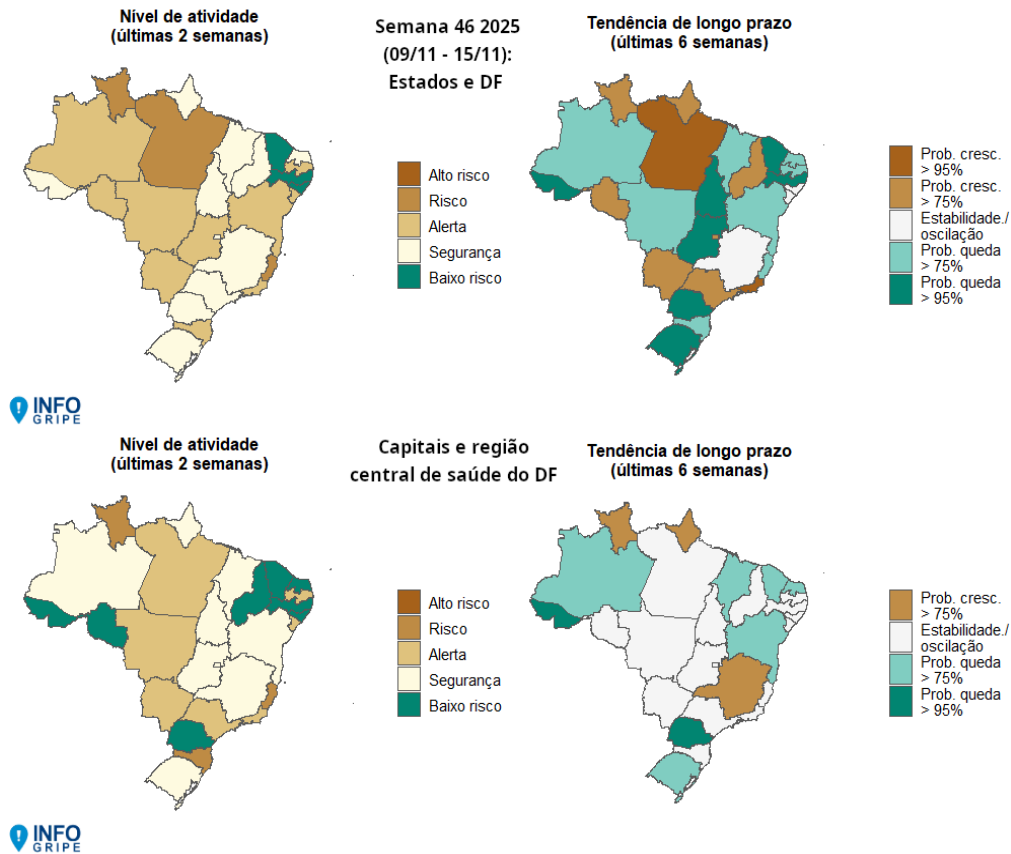 Nível de atividade
(últimas 2 semanas)
Semana 46 2025
(09/11 - 15/11):
Estados e DF
Tendência de longo prazo
(últimas 6 semanas)
Alto risco
Risco
Alerta
Segurança
Baixo risco
Prob. cresc.
> 95%
Prob. cresc.
> 75%
Estabilidade./
oscilação
Prob. queda
> 75%
Prob. queda
> 95%
INFO
GRIPE
Nível de atividade
(últimas 2 semanas)
Capitais e região
central de saúde do DF
Tendência de longo prazo
(últimas 6 semanas)
Alto risco
Risco
Alerta
Segurança
Baixo risco
Prob. cresc.
> 75%
Estabilidade./
oscilação
Prob. queda
> 75%
Prob. queda
> 95%
INFO
GRIPE